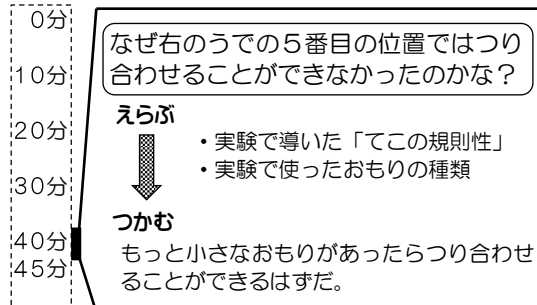 0分
10分
20分
30分
40分
45分
なぜ右のうでの5番目の位置ではつり
合わせることができなかったのかな？
えらぶ
・実験で導いた「てこの規則性」
・実験で使ったおもりの種類
つかむ
もっと小さなおもりがあったらつり合わせ
ることができるはずだ。